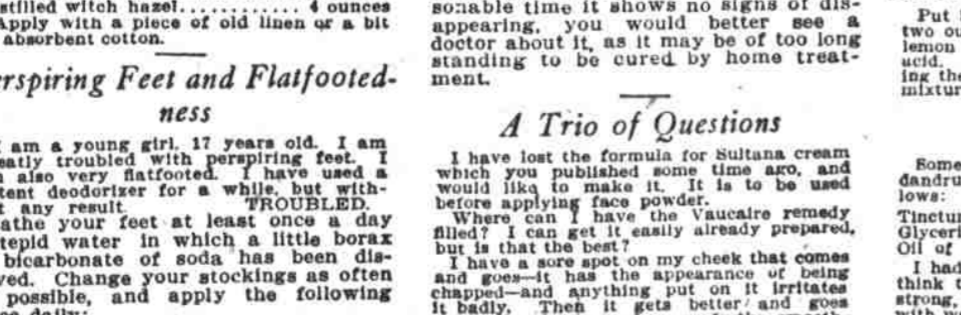 stilled witch hazel............ 4 ounces
Apply with a piece of old linen or a bit
absorbent cotton.
erspiring Feet and Flatfooted-
ness
I am a young girl, 17 years old. I am
eatly troubled with perspiring feet. I
also very flatfooted. I have used a
tent deodorizer for a while, but with-
t any result. TROUBLED.
athe your feet at least once a day
tepid water in which a little borax
bicarbonate of soda has been dis-
ved. Change your stockings as often
possible, and apply the following
ce daily:
sonable time it shows no signs of dis-
appearing, you would better see a
doctor about it, as it may be of too long
standing to be cured by home treat-
ment.
A Trio of Questions
I have lost the formula for Sultana cream
which you published some time ago, and
would like to make it. It is to be used
before applying face powder.
Where can I have the Vaucaire remedy
filled? I can get it easily already prepared,
but is that the best?
I have a sore spot on my cheek that comes
and goes—it has the appearance of being
chapped—and anything put on it irritates
it badly. Then it gets better and goes
Put
two ou
lemon
acid.
ing the
mixtur
Some
dandru
lows:
Tinctur
Glyceri
Oil of
I had
think t
strong,